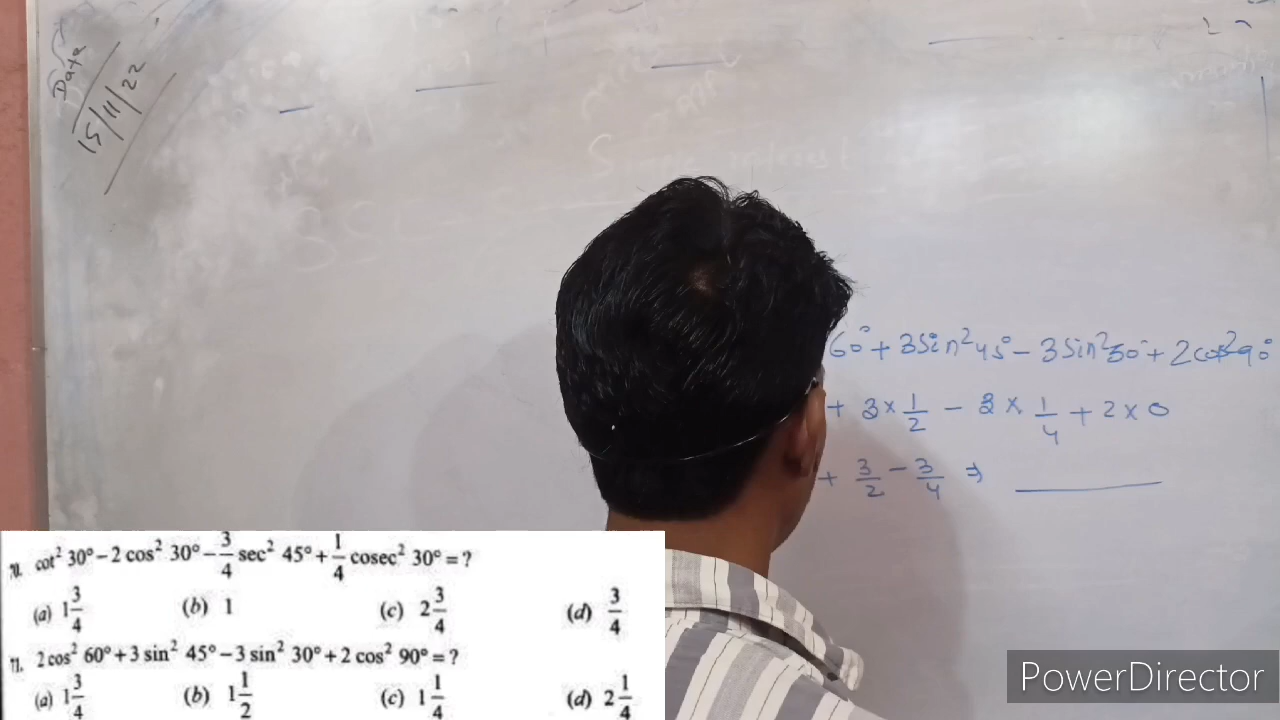 Date
15/11/22
60°+3sin²45°-3sin²30°+2cos²90°
+ 3×1/2 - 3×1/4 + 2×0
+ 3/2 - 3/4 ⇒
cot² 30° – 2 cos² 30° – 3/4 sec² 45° + 1/4 cosec² 30° = ?
(a) 1 3/4 (b) 1 (c) 2 3/4 (d) 3/4
71. 2 cos² 60° + 3 sin² 45° – 3 sin² 30° + 2 cos² 90° = ?
(a) 1 3/4 (b) 1 1/2 (c) 1 1/4 (d) 2 1/4
PowerDirector